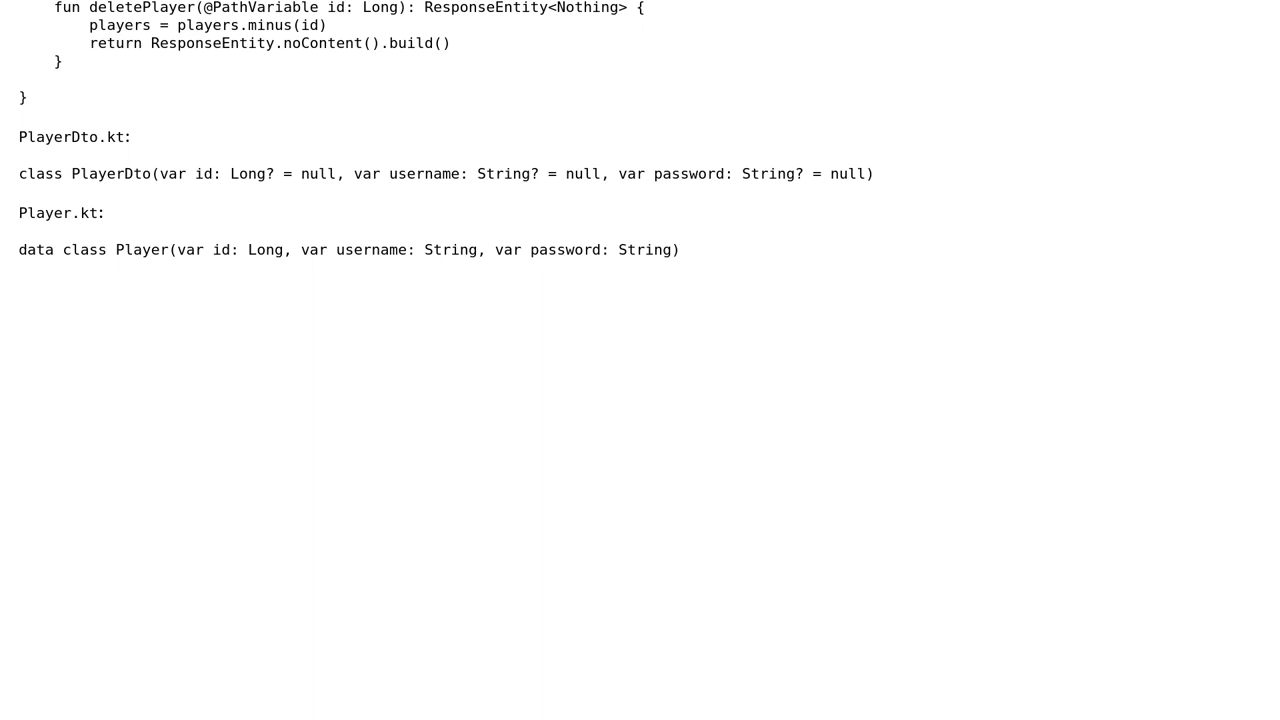 fun deletePlayer(@PathVariable id: Long): ResponseEntity<Nothing> {
        players = players.minus(id)
        return ResponseEntity.noContent().build()
    }
}
PlayerDto.kt:
class PlayerDto(var id: Long? = null, var username: String? = null, var password: String? = null)
Player.kt:
data class Player(var id: Long, var username: String, var password: String)